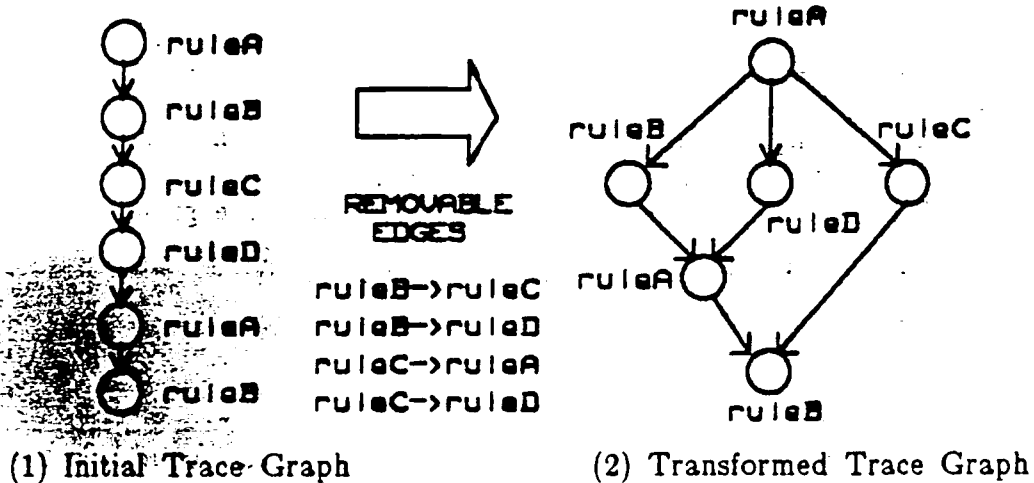 ruleA
ruleB
ruleC
ruleD
ruleA
ruleB
REMOVABLE
EDGES
ruleB->ruleC
ruleB->ruleD
ruleC->ruleA
ruleC->ruleD
ruleA
ruleB
ruleC
ruleD
ruleA
ruleB
(1) Initial Trace Graph
(2) Transformed Trace Graph